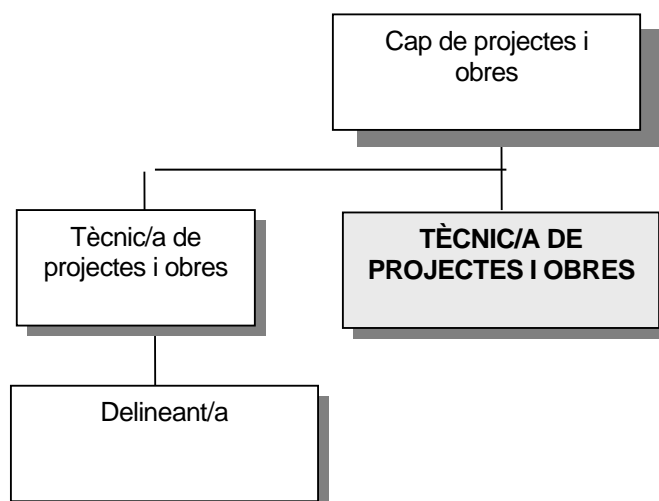 Cap de projectes i
obres
Tècnic/a de
projectes i obres
TÈCNIC/A DE
PROJECTES I OBRES
Delineant/a